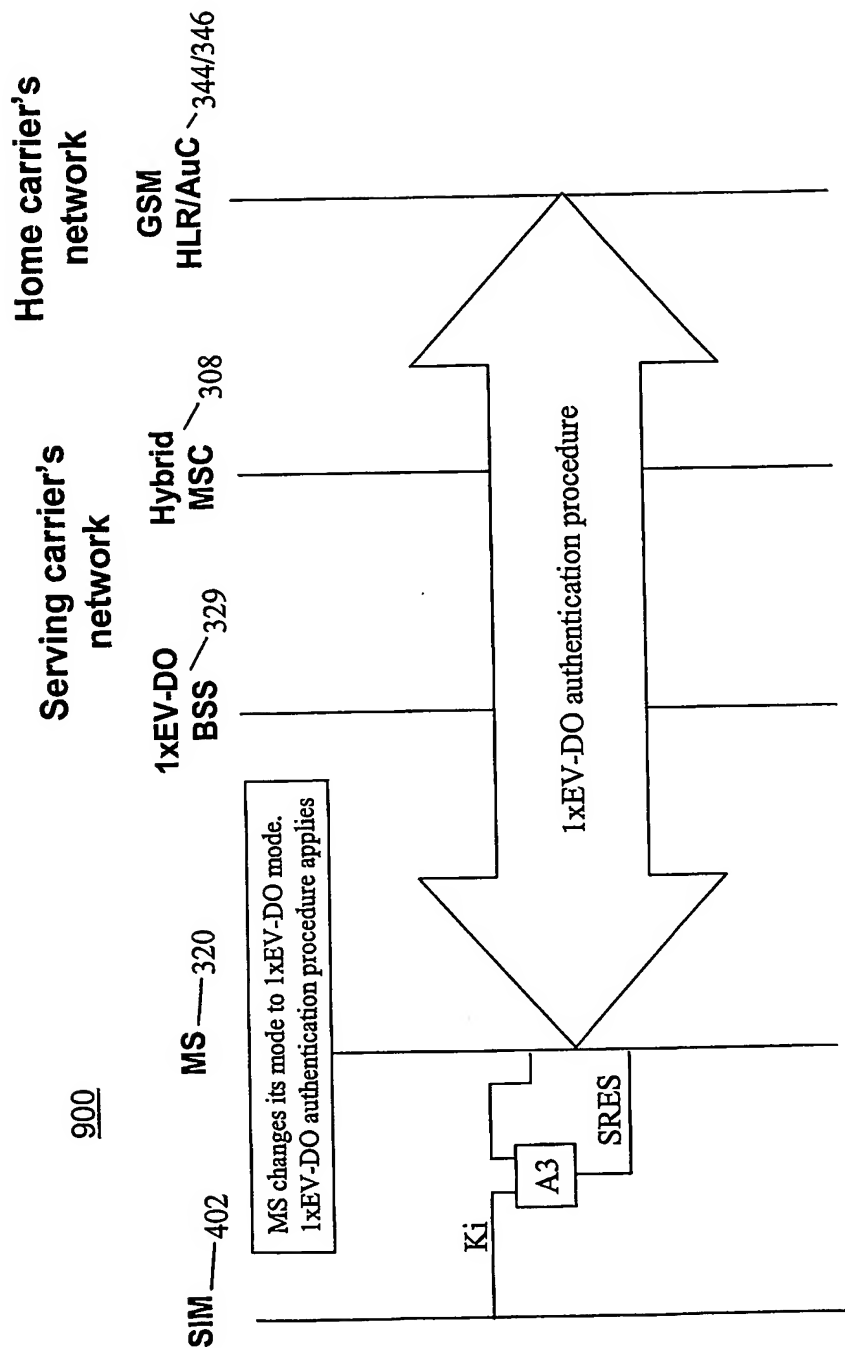 900
Serving carrier's
network
Home carrier's
network
SIM 402
MS 320
1xEV-DO
BSS 329
Hybrid
MSC 308
GSM
HLR/AuC 344/346
MS changes its mode to 1xEV-DO mode.
1xEV-DO authentication procedure applies
Ki
A3
SRES
1xEV-DO authentication procedure